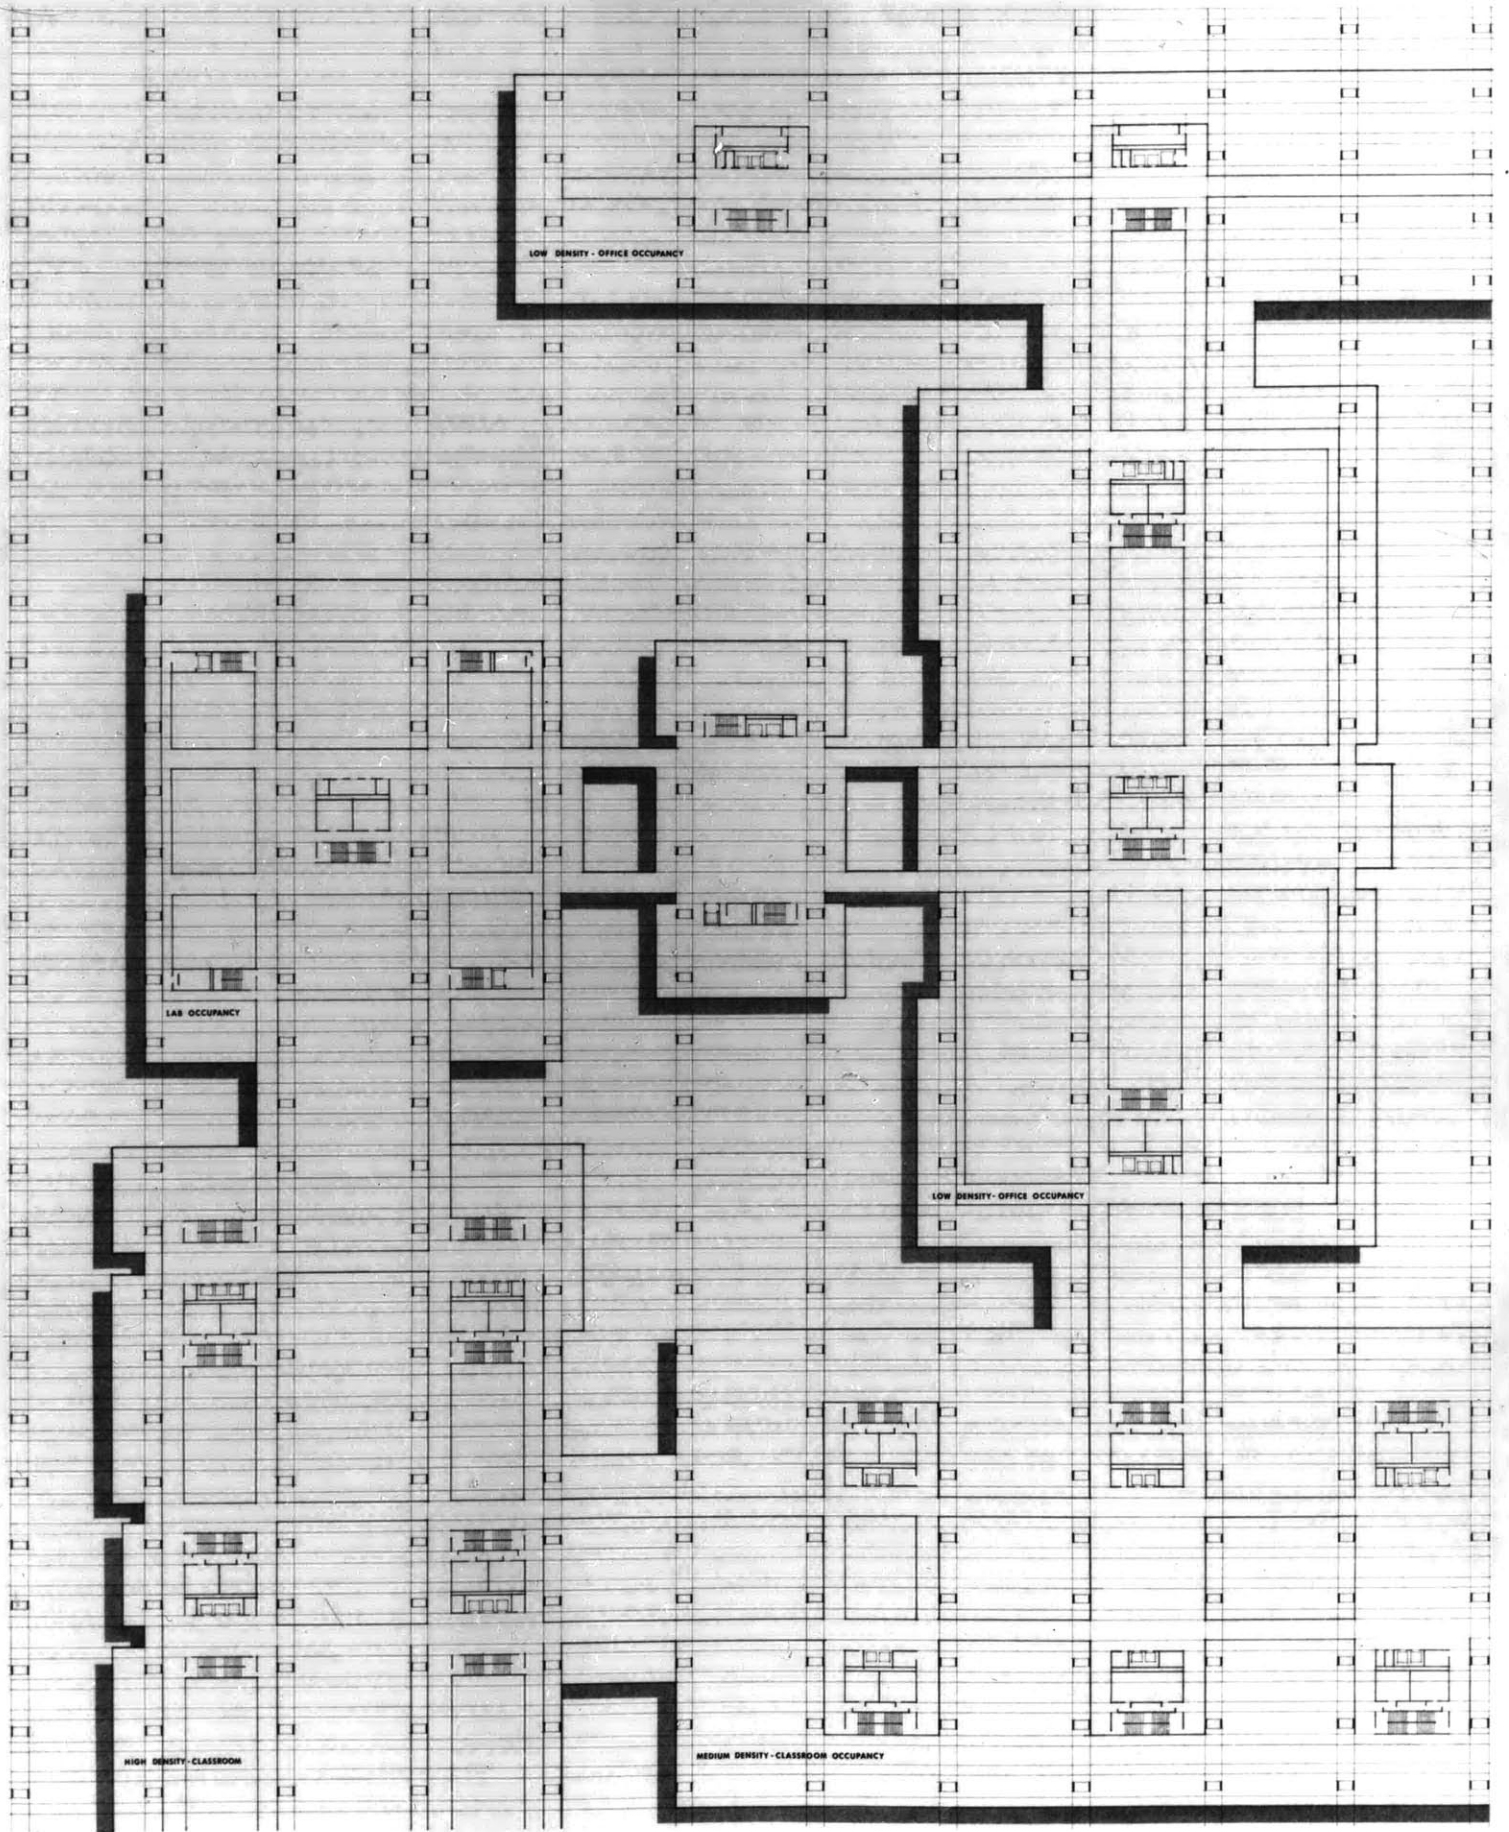 LOW DENSITY - OFFICE OCCUPANCY
LAB OCCUPANCY
LOW DENSITY - OFFICE OCCUPANCY
HIGH DENSITY - CLASSROOM
MEDIUM DENSITY - CLASSROOM OCCUPANCY